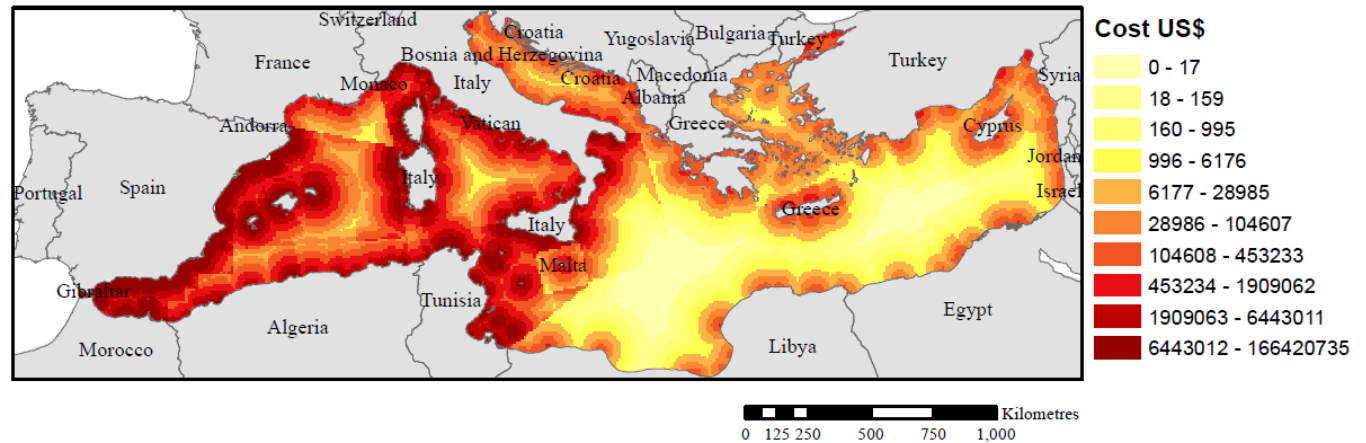 Switzerland
Croatia
Yugoslavia
Bulgaria
Turkey
France
Bosnia and Herzegovina
Turkey
Monaco
Italy
Croatia
Macedonia
Syria
Albania
Andorra
Vatican
Greece
Cyprus
Jordan
Portugal
Spain
Italy
Israel
Greece
Italy
Malta
Gibraltar
Tunisia
Egypt
Algeria
Morocco
Libya
Cost US$
0 - 17
18 - 159
160 - 995
996 - 6176
6177 - 28985
28986 - 104607
104608 - 453233
453234 - 1909062
1909063 - 6443011
6443012 - 166420735
Kilometres
0 125 250 500 750 1,000